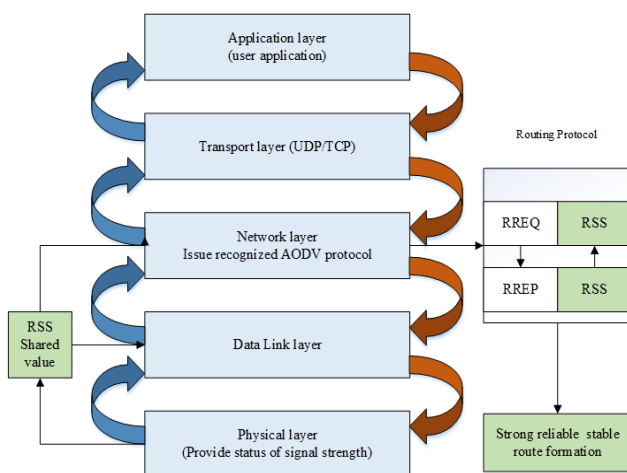 Application layer
(user application)
Transport layer (UDP/TCP)
Routing Protocol
Network layer
Issue recognized AODV protocol
RREQ
RSS
RREP
RSS
RSS
Shared
value
Data Link layer
Physical layer
(Provide status of signal strength)
Strong reliable stable
route formation